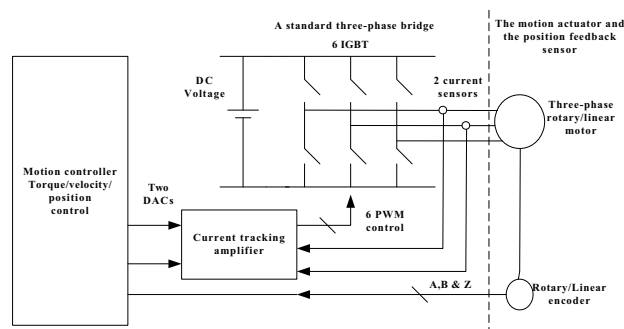 A standard three-phase bridge
6 IGBT
The motion actuator and
the position feedback
sensor
DC
Voltage
2 current
sensors
Three-phase
rotary/linear
motor
Motion controller
Torque/velocity/
position
control
Two
DACs
Current tracking
amplifier
6 PWM
control
A,B & Z
Rotary/Linear
encoder